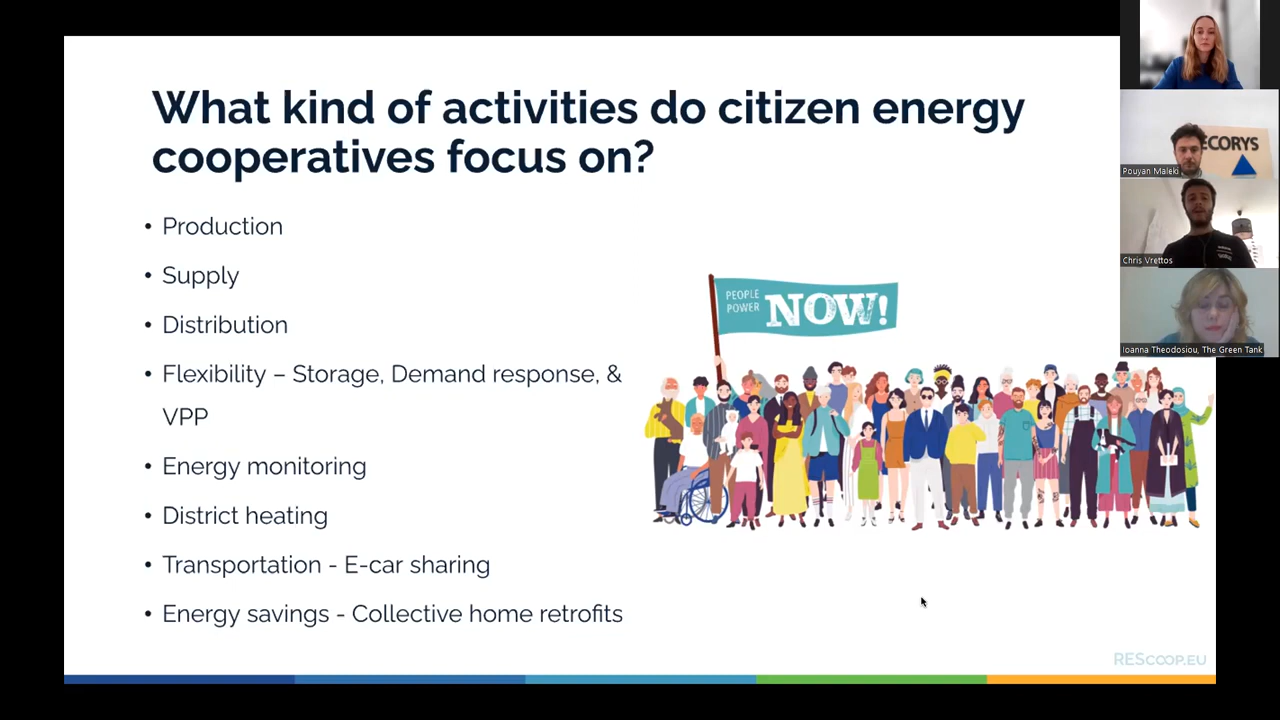 What kind of activities do citizen energy
cooperatives focus on?
• Production
• Supply
• Distribution
• Flexibility – Storage, Demand response, &
VPP
• Energy monitoring
• District heating
• Transportation - E-car sharing
• Energy savings - Collective home retrofits
PEOPLE
POWER
NOW!
REScoop.EU
ECORYS
Pouyan Maleki
Chris Vrettos
Ioanna Theodosiou, The Green Tank